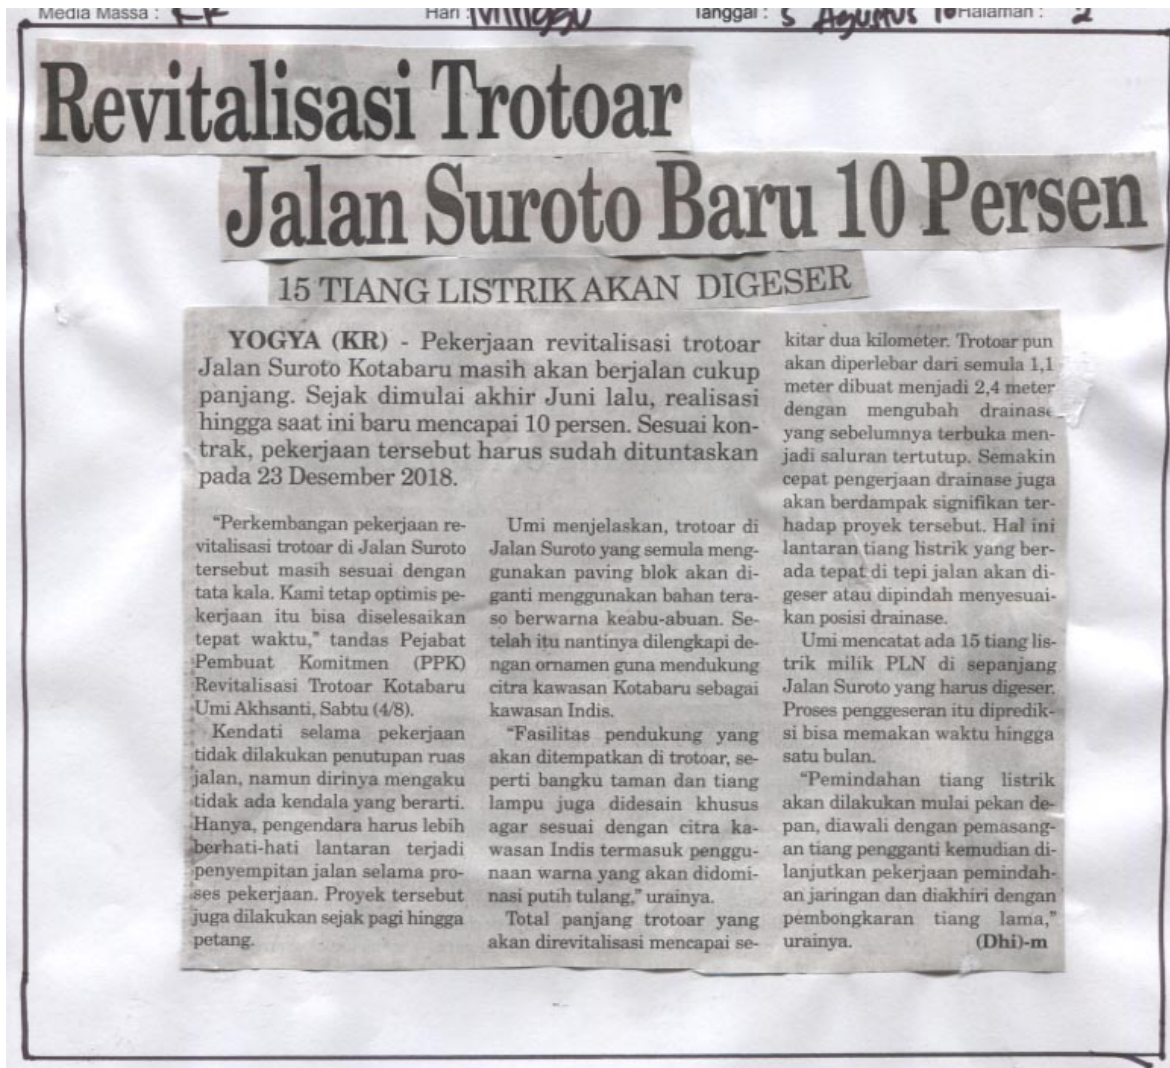 Media Massa : KR Hari : Minggu Tanggal : 5 Agustus 18 Halaman : 2
Revitalisasi Trotoar
Jalan Suroto Baru 10 Persen
15 TIANG LISTRIK AKAN DIGESER
YOGYA (KR) - Pekerjaan revitalisasi trotoar
Jalan Suroto Kotabaru masih akan berjalan cukup
panjang. Sejak dimulai akhir Juni lalu, realisasi
hingga saat ini baru mencapai 10 persen. Sesuai kon-
trak, pekerjaan tersebut harus sudah dituntaskan
pada 23 Desember 2018.
"Perkembangan pekerjaan re-
vitalisasi trotoar di Jalan Suroto
tersebut masih sesuai dengan
tata kala. Kami tetap optimis pe-
kerjaan itu bisa diselesaikan
tepat waktu," tandas Pejabat
Pembuat Komitmen (PPK)
Revitalisasi Trotoar Kotabaru
Umi Akhsanti, Sabtu (4/8).
Kendati selama pekerjaan
tidak dilakukan penutupan ruas
jalan, namun dirinya mengaku
tidak ada kendala yang berarti.
Hanya, pengendara harus lebih
berhati-hati lantaran terjadi
penyempitan jalan selama pro-
ses pekerjaan. Proyek tersebut
juga dilakukan sejak pagi hingga
petang.
Umi menjelaskan, trotoar di
Jalan Suroto yang semula meng-
gunakan paving blok akan di-
ganti menggunakan bahan tera-
so berwarna keabu-abuan. Se-
telah itu nantinya dilengkapi de-
ngan ornamen guna mendukung
citra kawasan Kotabaru sebagai
kawasan Indis.
"Fasilitas pendukung yang
akan ditempatkan di trotoar, se-
perti bangku taman dan tiang
lampu juga didesain khusus
agar sesuai dengan citra ka-
wasan Indis termasuk penggu-
naan warna yang akan didomi-
nasi putih tulang," urainya.
Total panjang trotoar yang
akan direvitalisasi mencapai se-
kitar dua kilometer. Trotoar pun
akan diperlebar dari semula 1,1
meter dibuat menjadi 2,4 meter
dengan mengubah drainase
yang sebelumnya terbuka men-
jadi saluran tertutup. Semakin
cepat pengerjaan drainase juga
akan berdampak signifikan ter-
hadap proyek tersebut. Hal ini
lantaran tiang listrik yang ber-
ada tepat di tepi jalan akan di-
geser atau dipindah menyesuai-
kan posisi drainase.
Umi mencatat ada 15 tiang lis-
trik milik PLN di sepanjang
Jalan Suroto yang harus digeser.
Proses penggeseran itu dipredik-
si bisa memakan waktu hingga
satu bulan.
"Pemindahan tiang listrik
akan dilakukan mulai pekan de-
pan, diawali dengan pemasang-
an tiang pengganti kemudian di-
lanjutkan pekerjaan pemindah-
an jaringan dan diakhiri dengan
pembongkaran tiang lama,"
urainya. (Dhi)-m